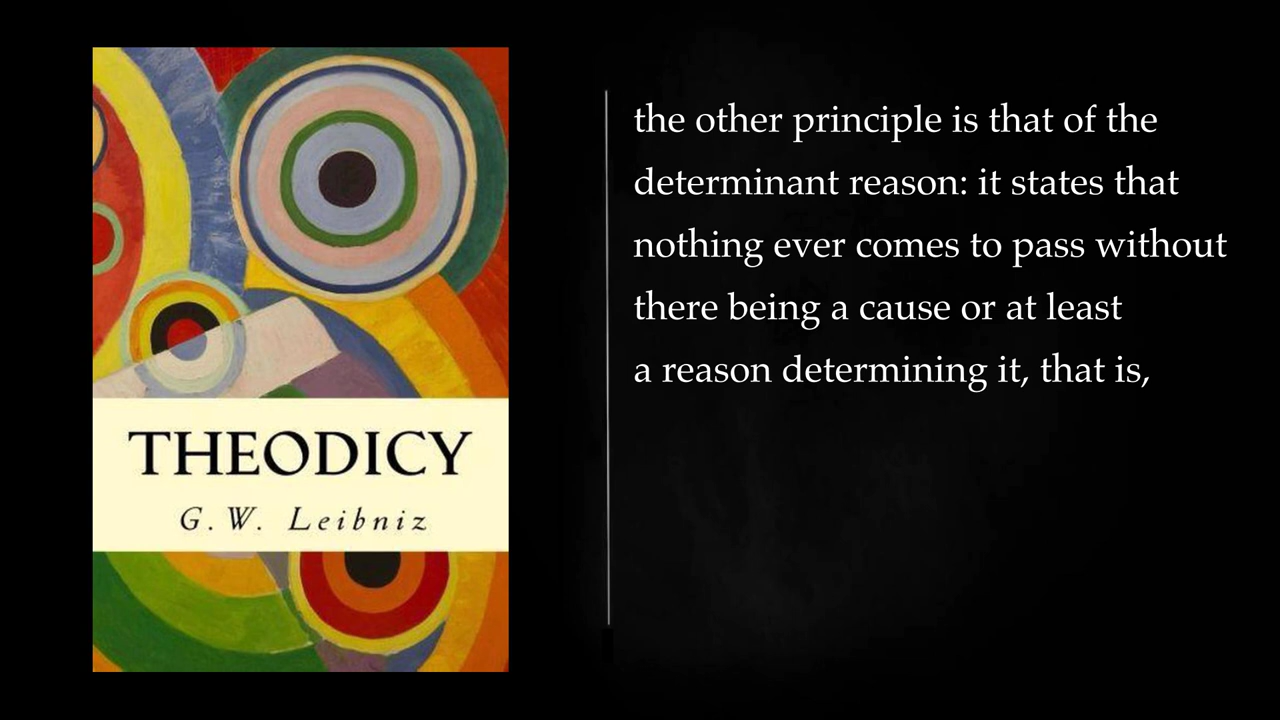 THEODICY
G. W. Leibniz
the other principle is that of the
determinant reason: it states that
nothing ever comes to pass without
there being a cause or at least
a reason determining it, that is,